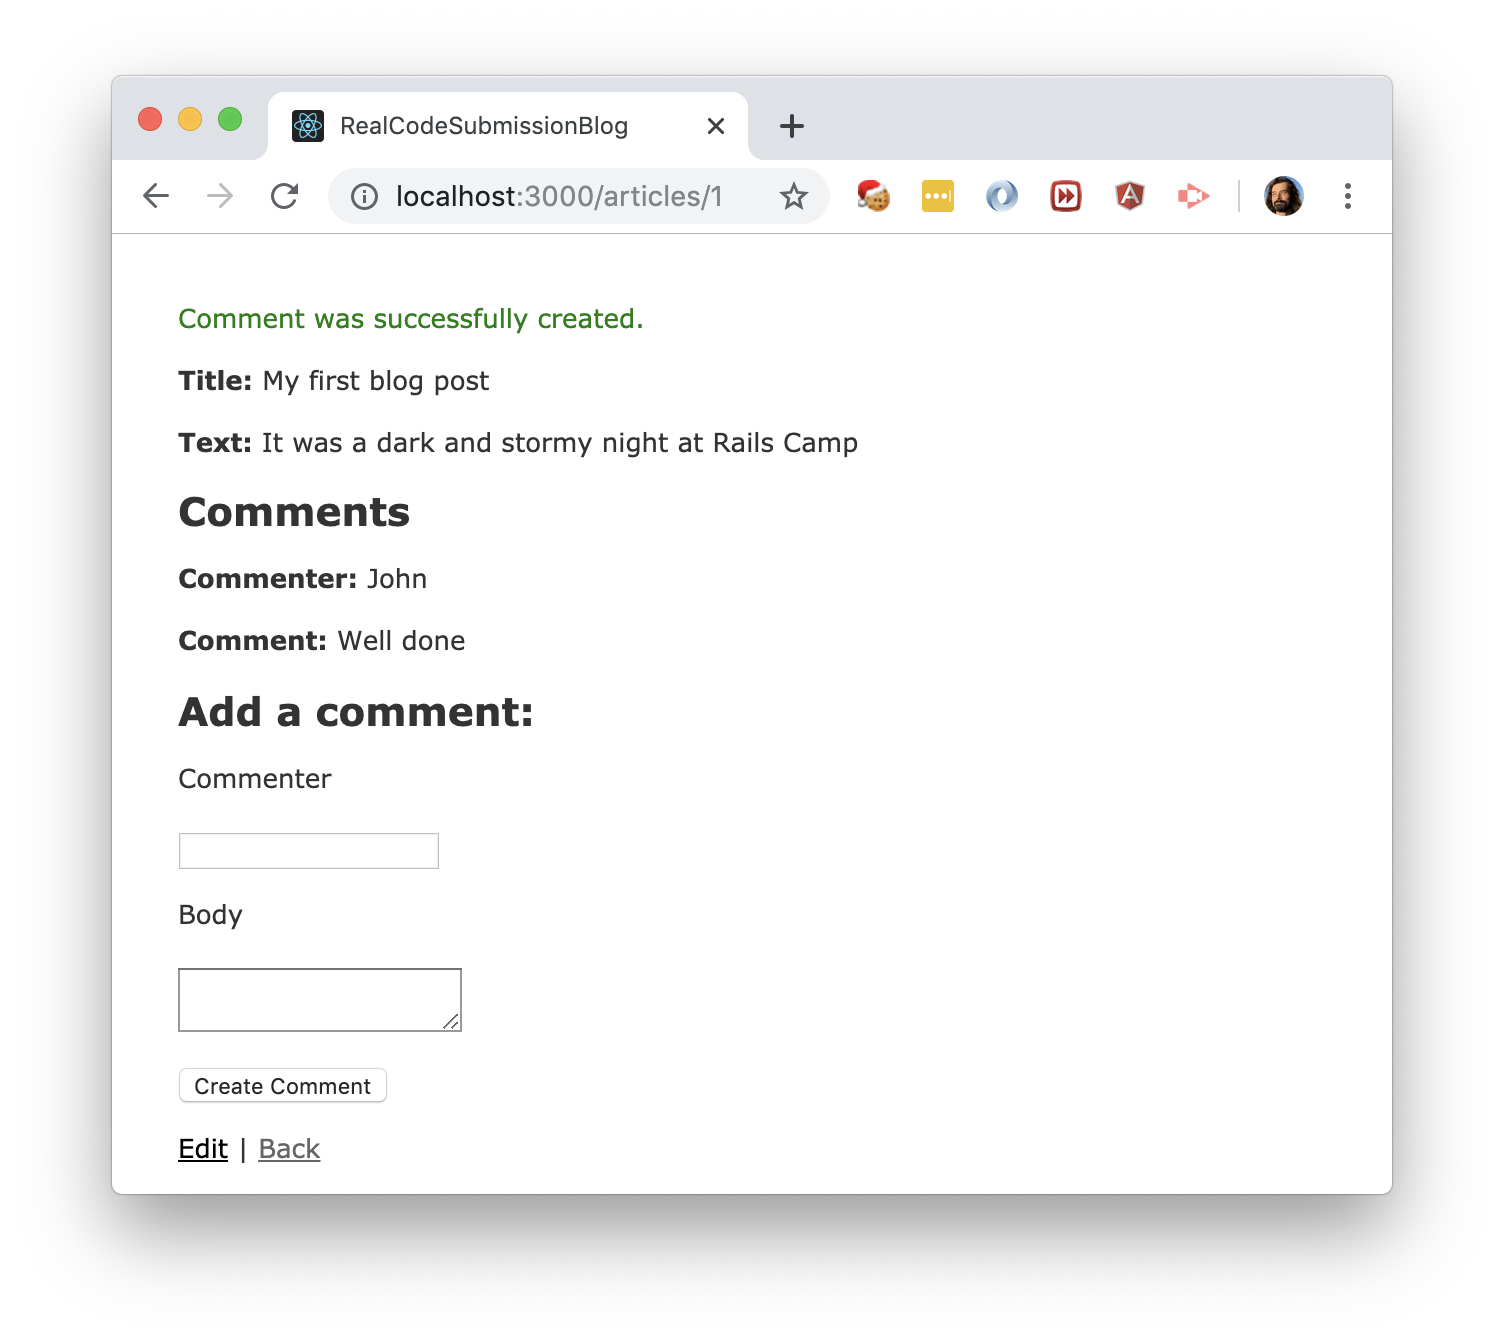 RealCodeSubmissionBlog
localhost:3000/articles/1
Comment was successfully created.
Title: My first blog post
Text: It was a dark and stormy night at Rails Camp
Comments
Commenter: John
Comment: Well done
Add a comment:
Commenter
Body
Create Comment
Edit | Back